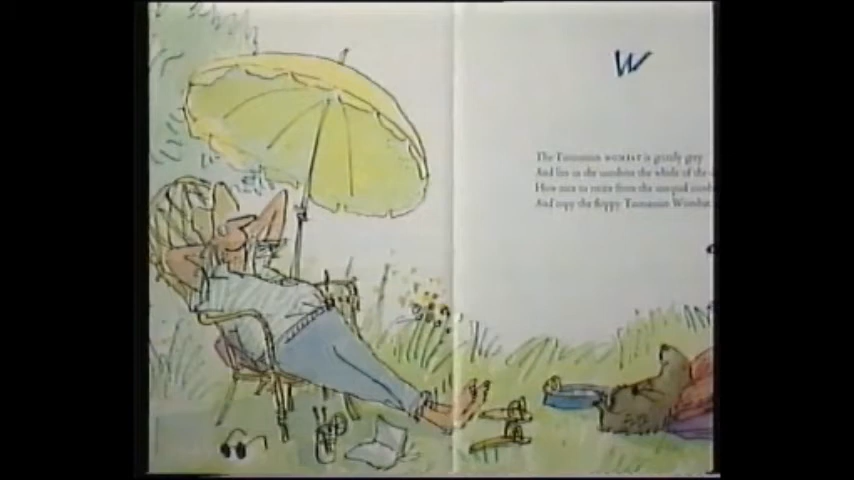 W
The Tasmanian WOMBAT is grizzly grey
And lies in the sunshine the whole of the
How nice to retire from the unequal
And copy the floppy Tasmanian Wombat